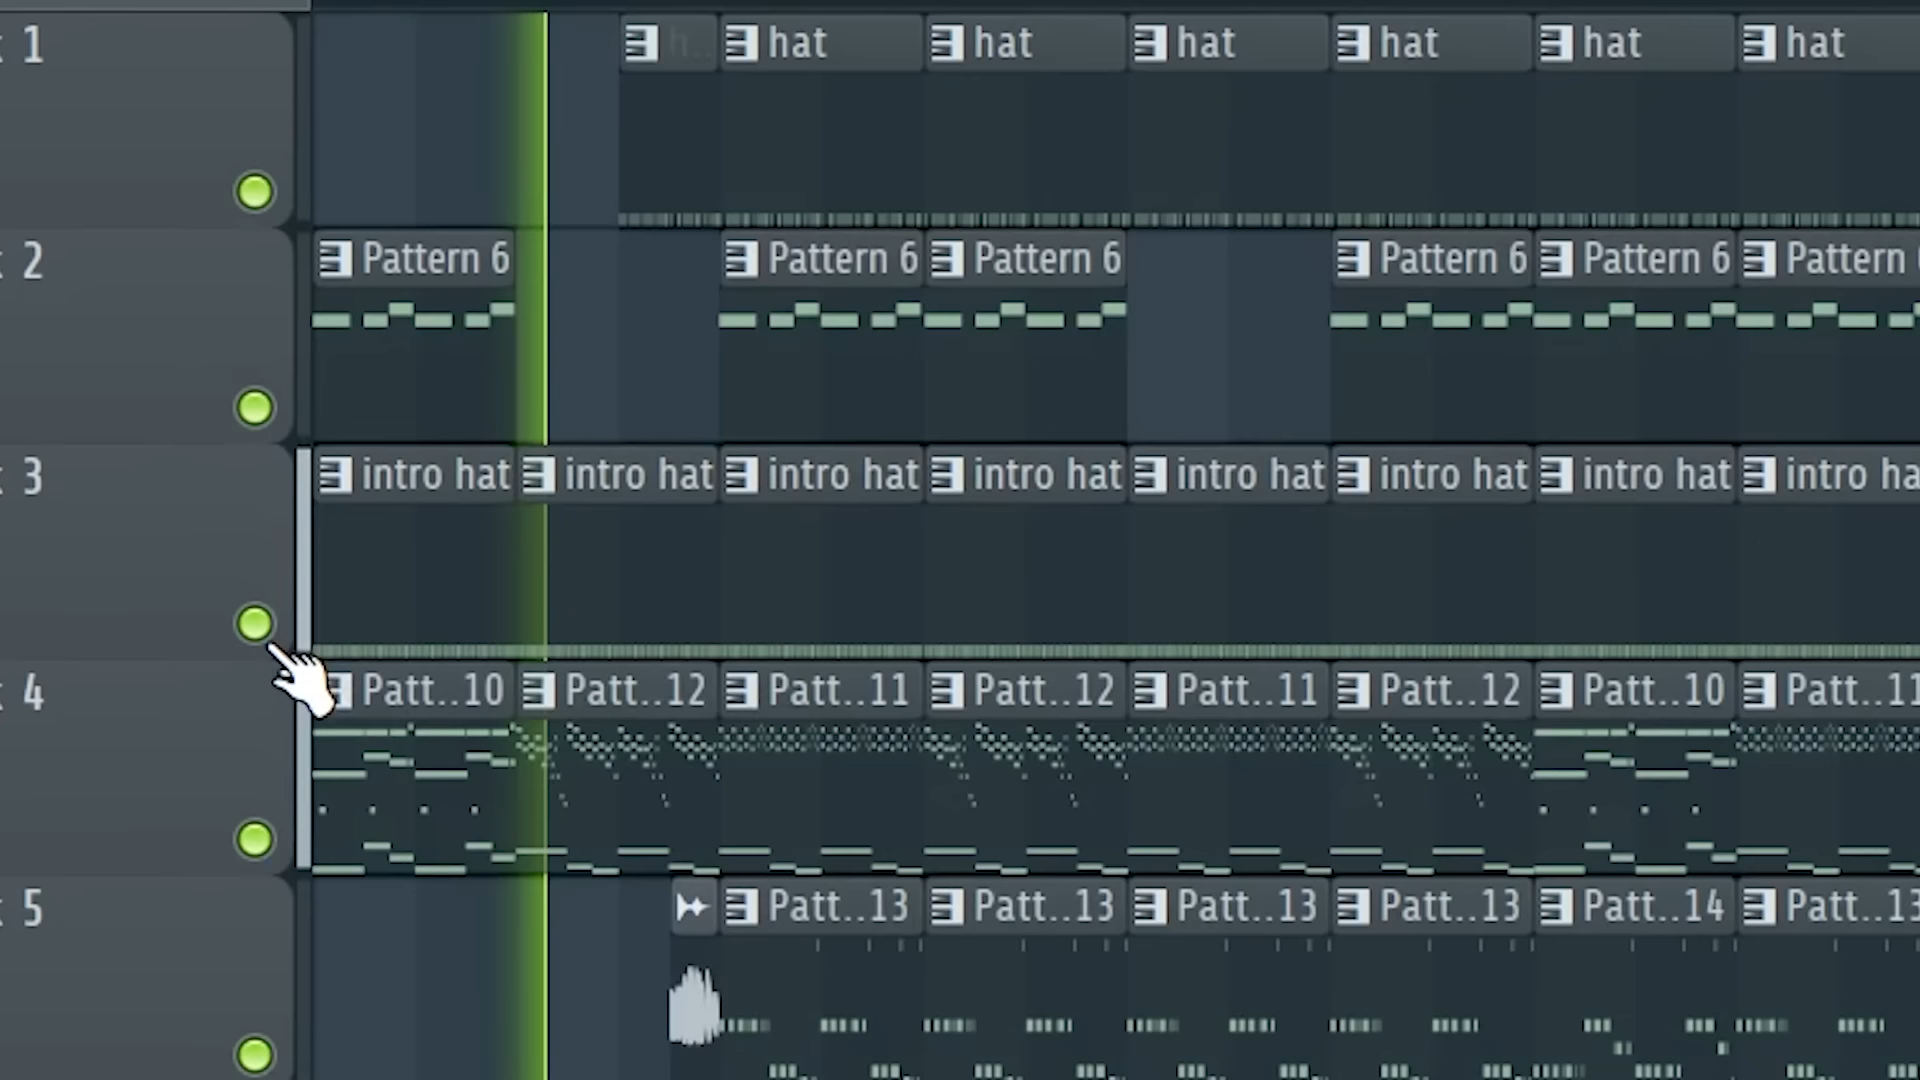 1 h.. hat hat hat hat hat hat
2 Pattern 6 Pattern 6 Pattern 6 Pattern 6 Pattern 6 Pattern
3 intro hat intro hat intro hat intro hat intro hat intro hat intro hat intro ha
4 Patt..10 Patt..12 Patt..11 Patt..12 Patt..11 Patt..12 Patt..10 Patt..11
5 Patt..13 Patt..13 Patt..13 Patt..13 Patt..14 Patt..13